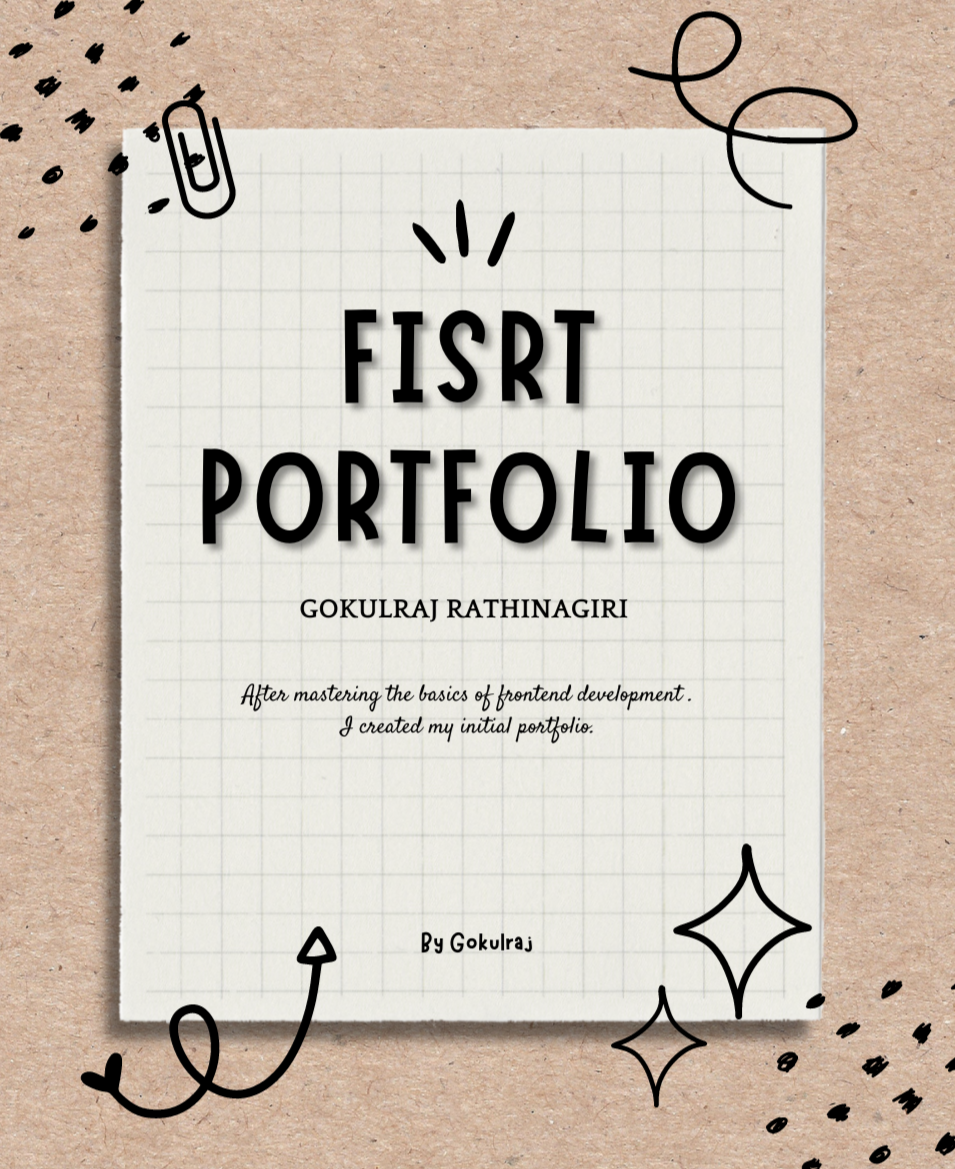 FISRT
PORTFOLIO
GOKULRAJ RATHINAGIRI
After mastering the basics of frontend development .
I created my initial portfolio.
By Gokulraj